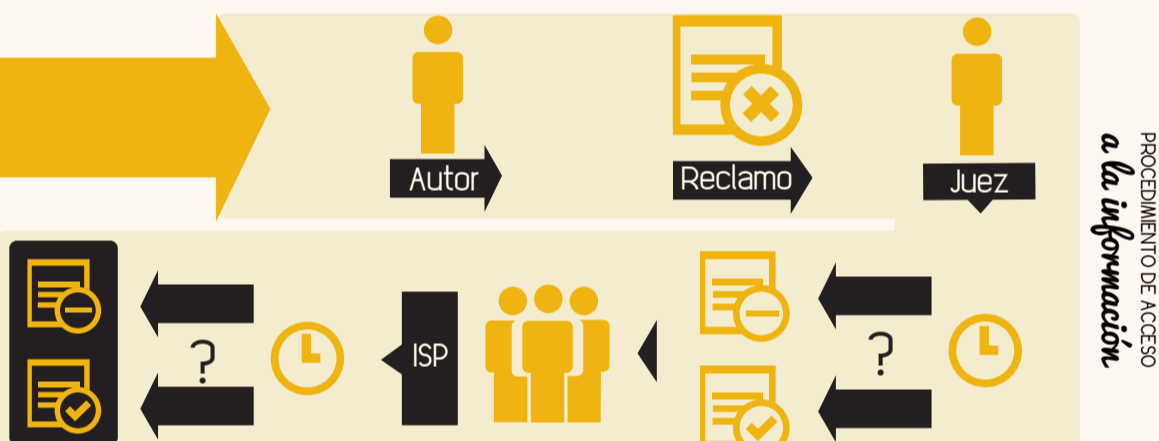 Autor
Reclamo
Juez
PROCEDIMIENTO DE ACCESO
a la información
?
ISP
?